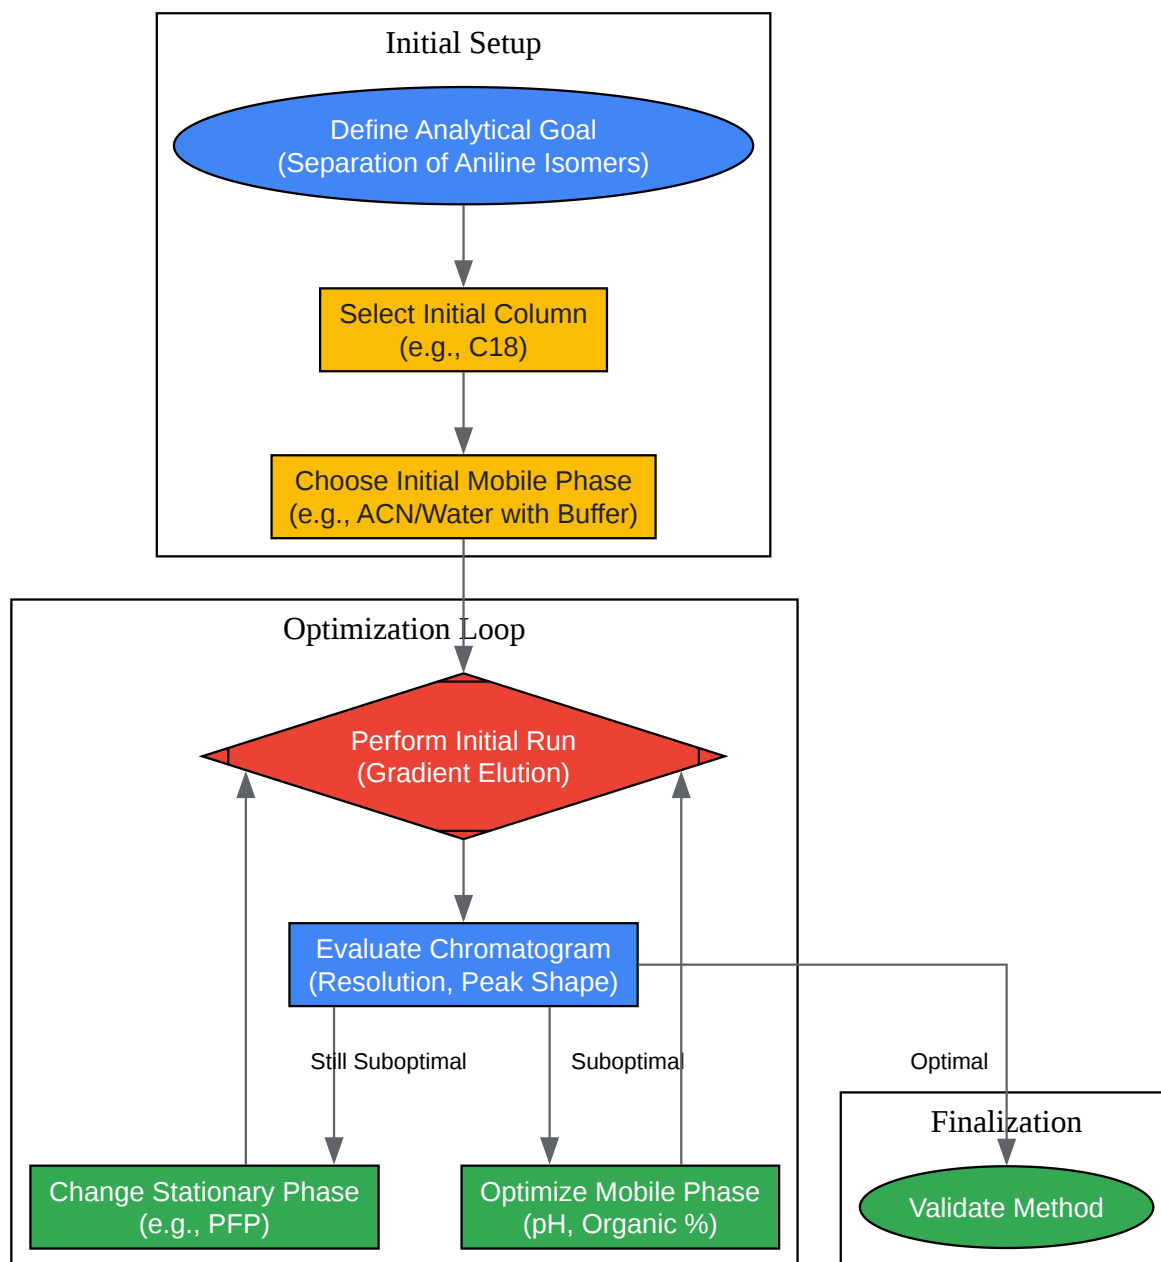 Initial Setup
Define Analytical Goal
(Separation of Aniline Isomers)
Select Initial Column
(e.g., C18)
Choose Initial Mobile Phase
(e.g., ACN/Water with Buffer)
Optimization Loop
Perform Initial Run
(Gradient Elution)
Evaluate Chromatogram
(Resolution, Peak Shape)
Still Suboptimal
Suboptimal
Optimal
Change Stationary Phase
(e.g., PFP)
Optimize Mobile Phase
(pH, Organic %)
Finalization
Validate Method